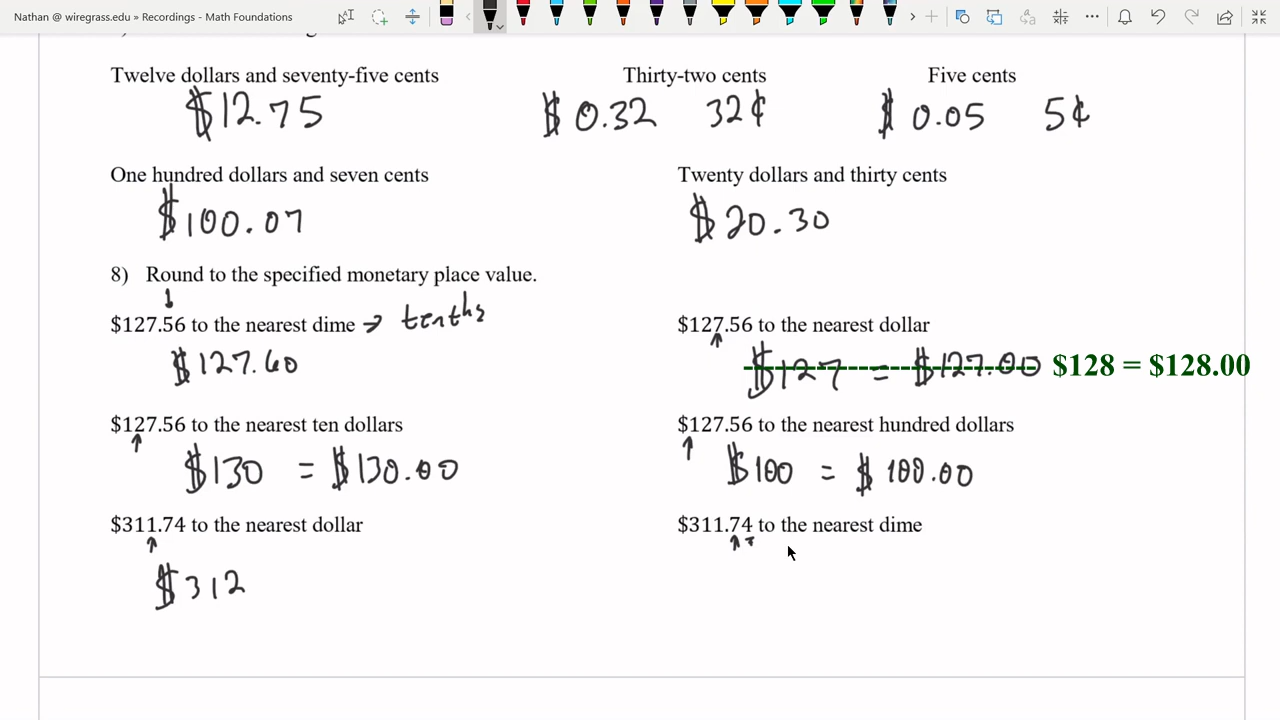 Nathan @ wiregrass.edu » Recordings - Math Foundations
Twelve dollars and seventy-five cents Thirty-two cents Five cents
$12.75 $ 0.32 32¢ $ 0.05 5¢
One hundred dollars and seven cents Twenty dollars and thirty cents
$100.07 $ 20.30
8) Round to the specified monetary place value.
$127.56 to the nearest dime → tenths $127.56 to the nearest dollar
$127.60 $127 = $127.00 $128 = $128.00
$127.56 to the nearest ten dollars $127.56 to the nearest hundred dollars
$130 = $130.00 $100 = $100.00
$311.74 to the nearest dollar $311.74 to the nearest dime
$312